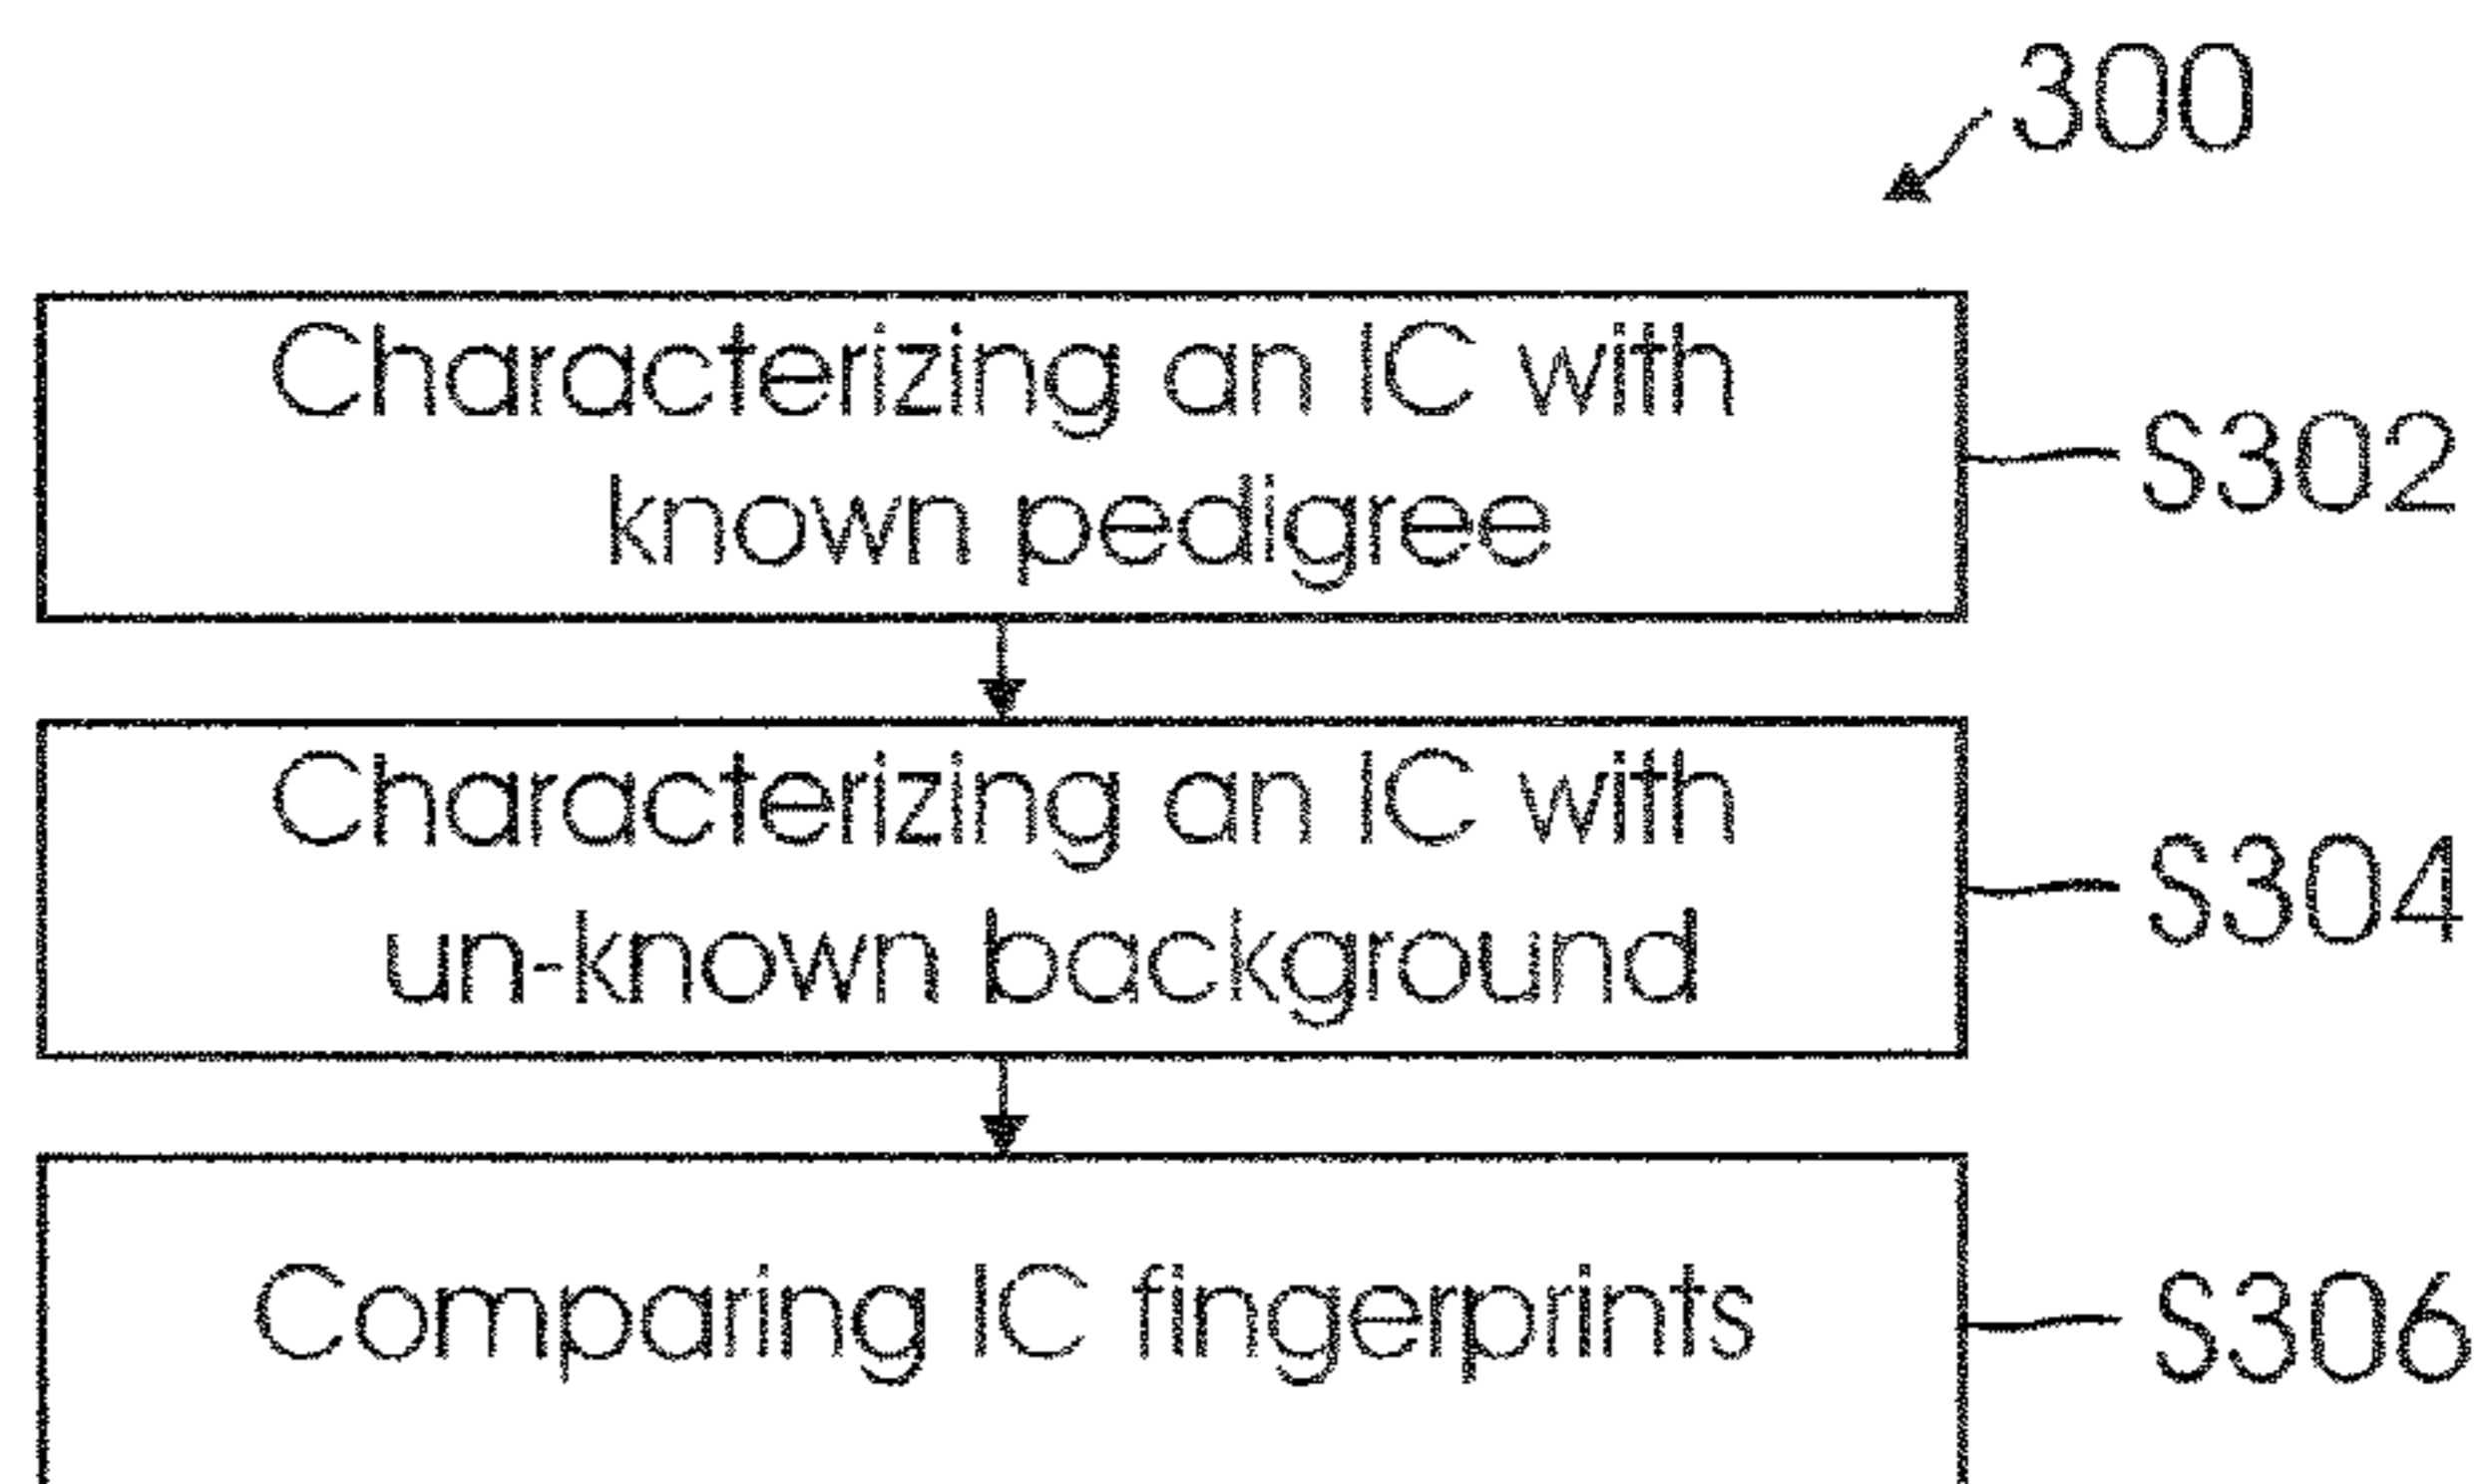 300
Characterizing an IC with
known pedigree
S302
Characterizing an IC with
un-known background
S304
Comparing IC fingerprints
S306